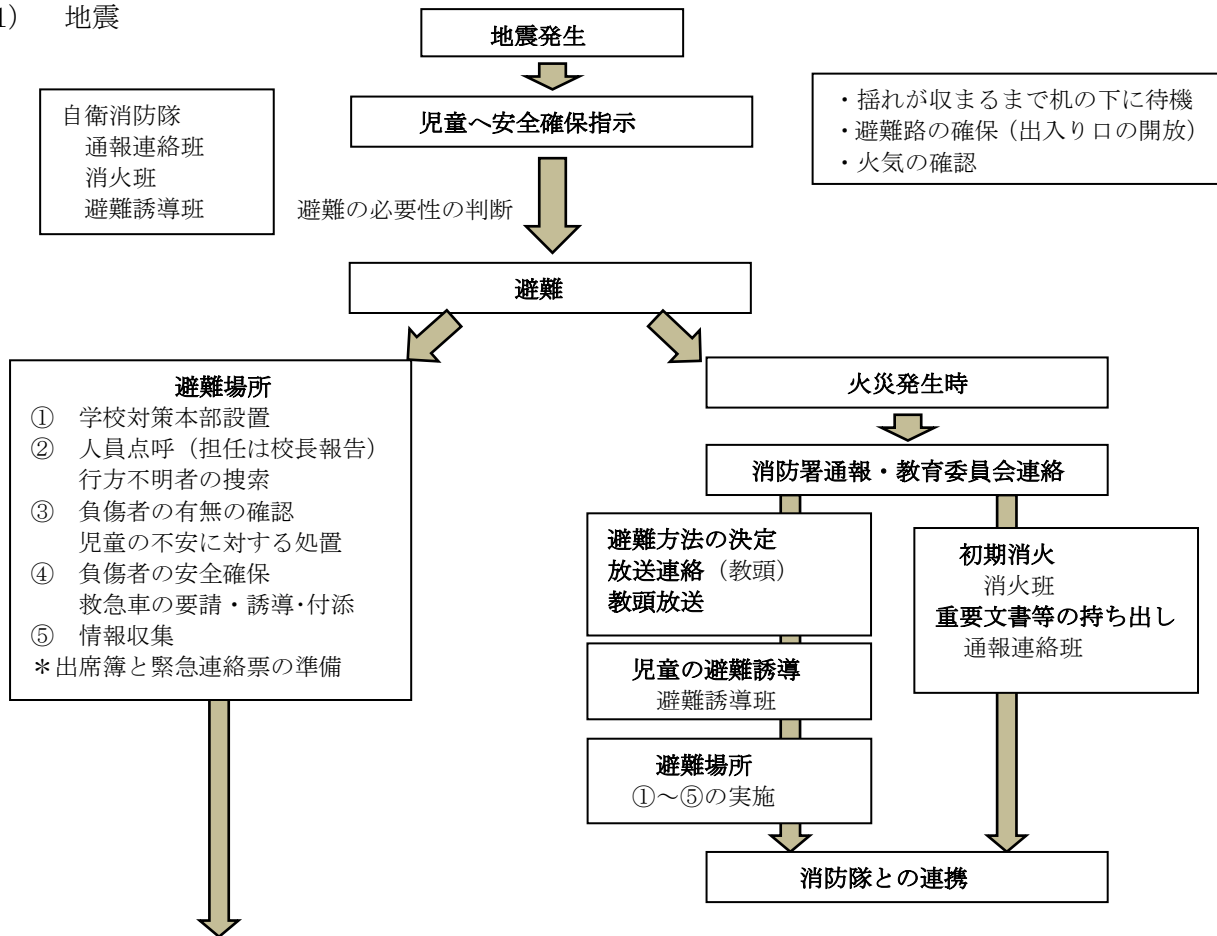 1)　地震
地震発生
自衛消防隊
通報連絡班
消火班
避難誘導班
児童へ安全確保指示
・揺れが収まるまで机の下に待機
・避難路の確保（出入り口の開放）
・火気の確認
避難の必要性の判断
避難
避難場所
①　学校対策本部設置
②　人員点呼（担任は校長報告）
行方不明者の捜索
③　負傷者の有無の確認
児童の不安に対する処置
④　負傷者の安全確保
救急車の要請・誘導・付添
⑤　情報収集
＊出席簿と緊急連絡票の準備
火災発生時
消防署通報・教育委員会連絡
避難方法の決定
放送連絡（教頭）
教頭放送
児童の避難誘導
避難誘導班
避難場所
①～⑤の実施
初期消火
消火班
重要文書等の持ち出し
通報連絡班
消防隊との連携